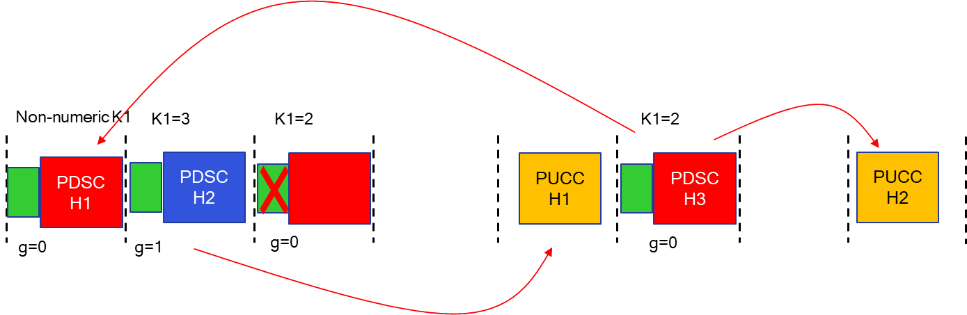 Non-numeric K1
K1=3
K1=2
K1=2
PDSC
H1
PDSC
H2
PUCC
H1
PDSC
H3
PUCC
H2
g=0
g=1
g=0
g=0